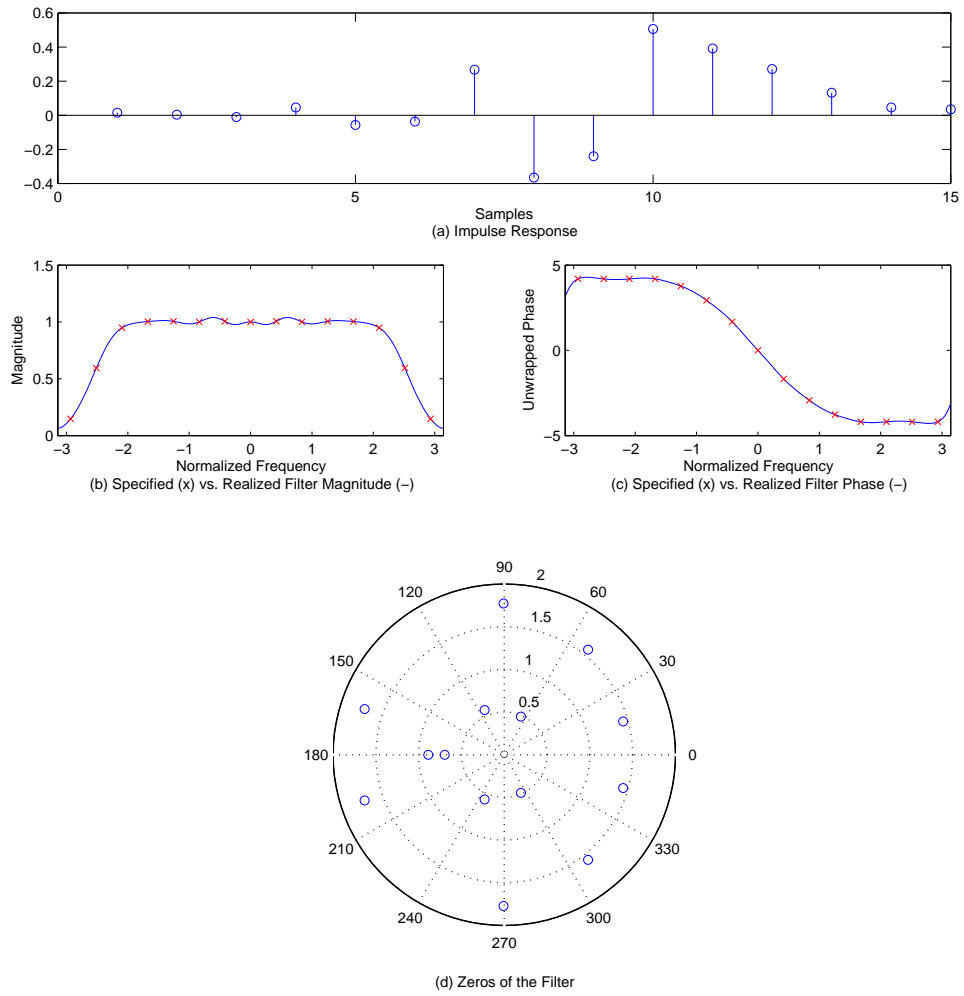 0.6
0.4
0.2
0
−0.2
−0.4
0 5 10 15
Samples
(a) Impulse Response
1.5
1
0.5
0
Magnitude
−3 −2 −1 0 1 2 3
Normalized Frequency
(b) Specified (x) vs. Realized Filter Magnitude (−)
5
0
−5
Unwrapped Phase
−3 −2 −1 0 1 2 3
Normalized Frequency
(c) Specified (x) vs. Realized Filter Phase (−)
90
2
120
60
1.5
150
1
30
0.5
180
0
210
330
240
300
270
(d) Zeros of the Filter